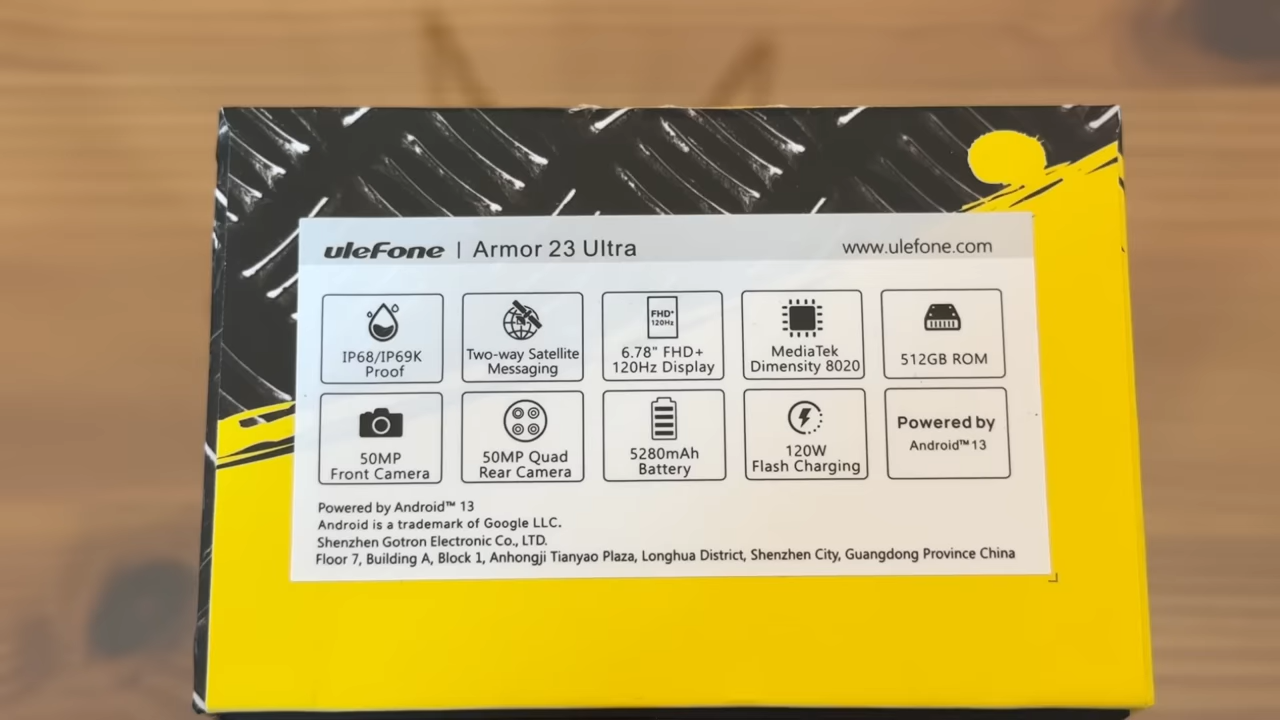 uleFone | Armor 23 Ultra www.ulefone.com
IP68/IP69K
Proof
Two-way Satellite
Messaging
FHD+
120Hz
6.78" FHD+
120Hz Display
MediaTek
Dimensity 8020
512GB ROM
50MP
Front Camera
50MP Quad
Rear Camera
5280mAh
Battery
120W
Flash Charging
Powered by
Android™ 13
Powered by Android™ 13
Android is a trademark of Google LLC.
Shenzhen Gotron Electronic Co., LTD.
Floor 7, Building A, Block 1, Anhongji Tianyao Plaza, Longhua District, Shenzhen City, Guangdong Province China